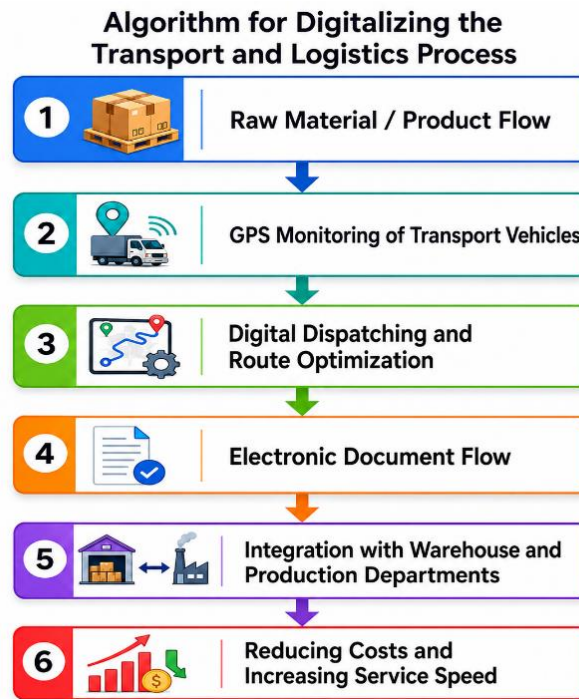 Algorithm for Digitalizing the
Transport and Logistics Process
1
Raw Material / Product Flow
2
GPS Monitoring of Transport Vehicles
3
Digital Dispatching and
Route Optimization
4
Electronic Document Flow
5
Integration with Warehouse and
Production Departments
6
$
Reducing Costs and
Increasing Service Speed